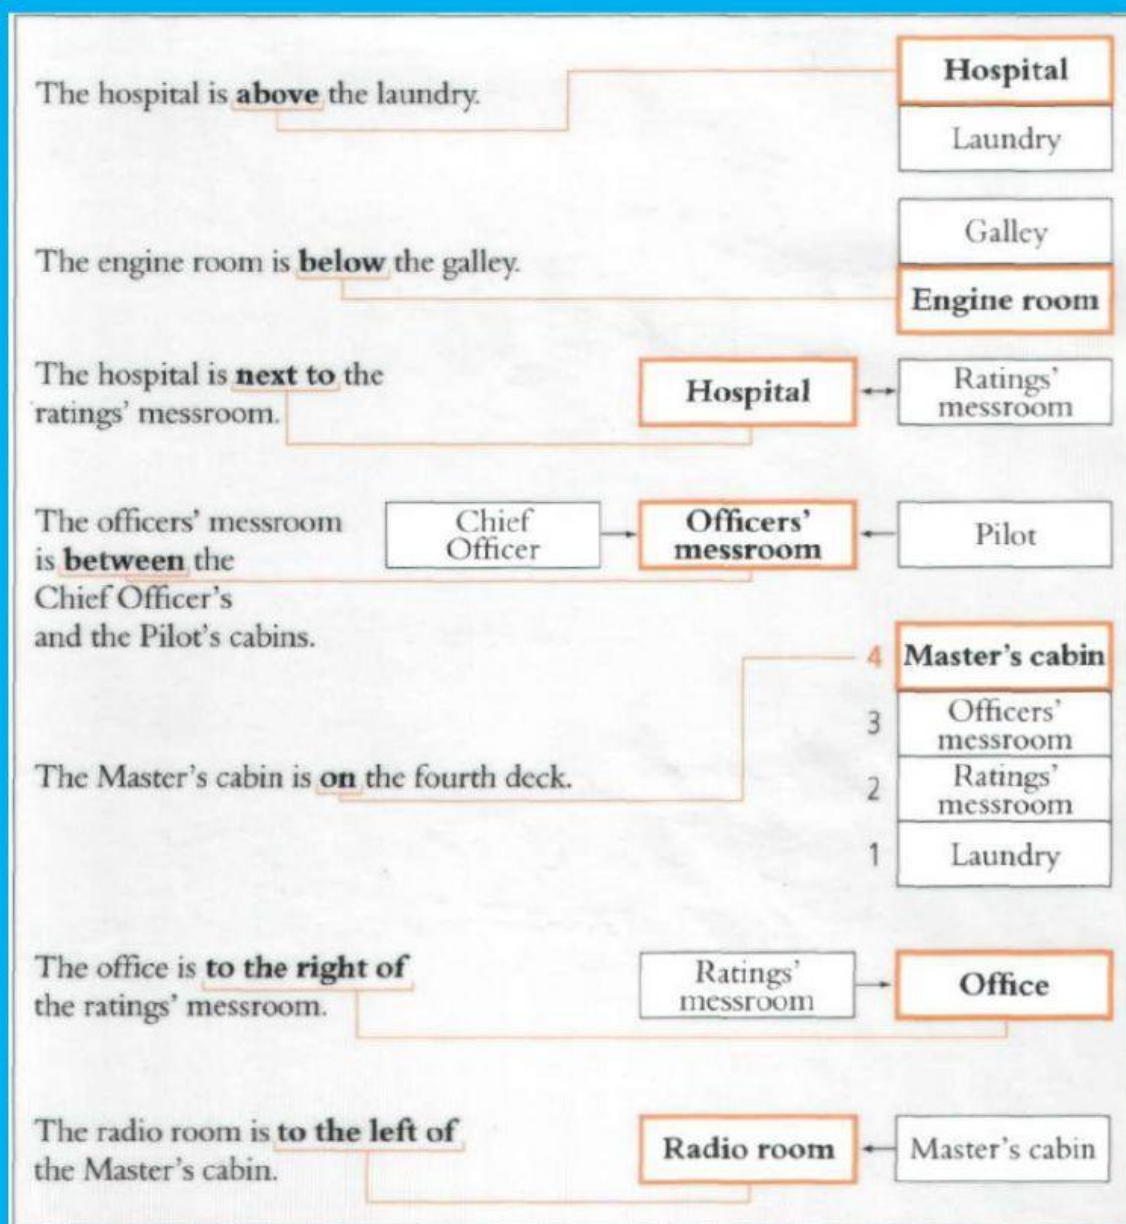 The hospital is above the laundry.
Hospital
Laundry
Galley
The engine room is below the galley.
Engine room
The hospital is next to the
ratings' messroom.
Hospital
Ratings'
messroom
The officers' messroom
is between the
Chief Officer's
and the Pilot's cabins.
Chief
Officer
Officers'
messroom
Pilot
4 Master's cabin
3 Officers'
messroom
The Master's cabin is on the fourth deck.
2 Ratings'
messroom
1 Laundry
The office is to the right of
the ratings' messroom.
Ratings'
messroom
Office
The radio room is to the left of
the Master's cabin.
Radio room
Master's cabin